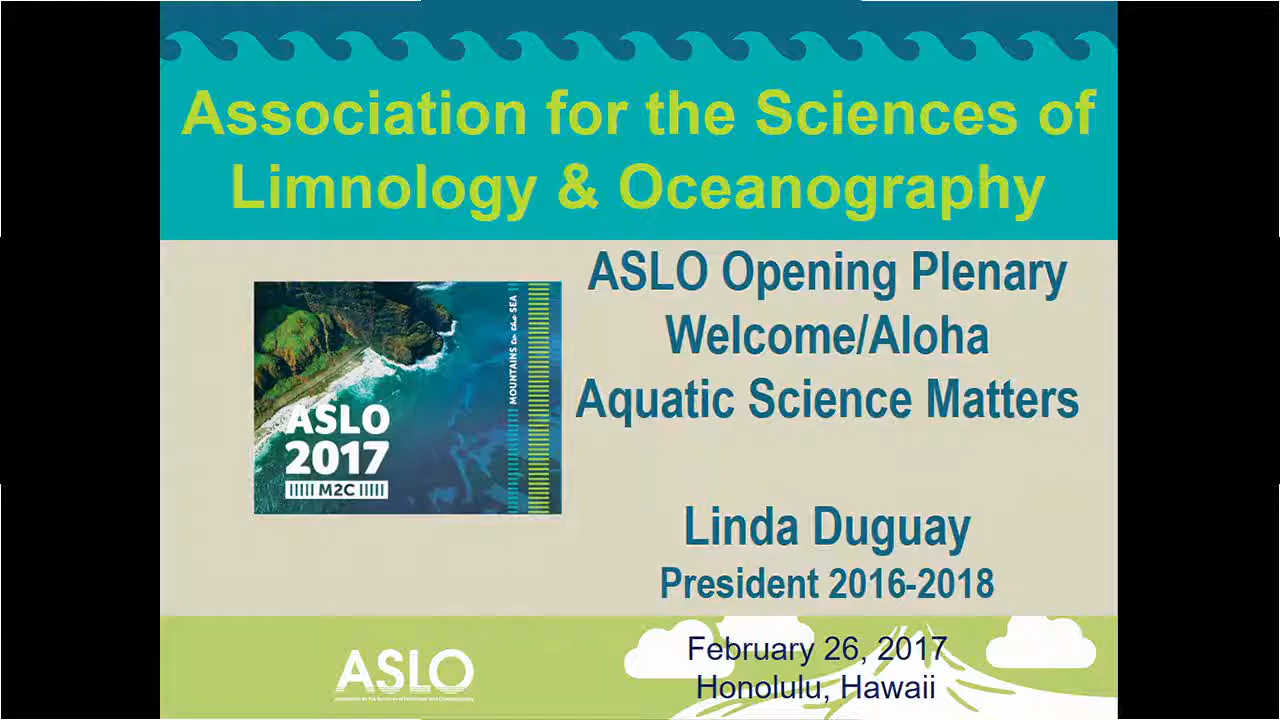 Association for the Sciences of
Limnology & Oceanography
ASLO Opening Plenary
Welcome/Aloha
Aquatic Science Matters
MOUNTAINS to the SEA
ASLO
2017
M2C
Linda Duguay
President 2016-2018
February 26, 2017
Honolulu, Hawaii
ASLO